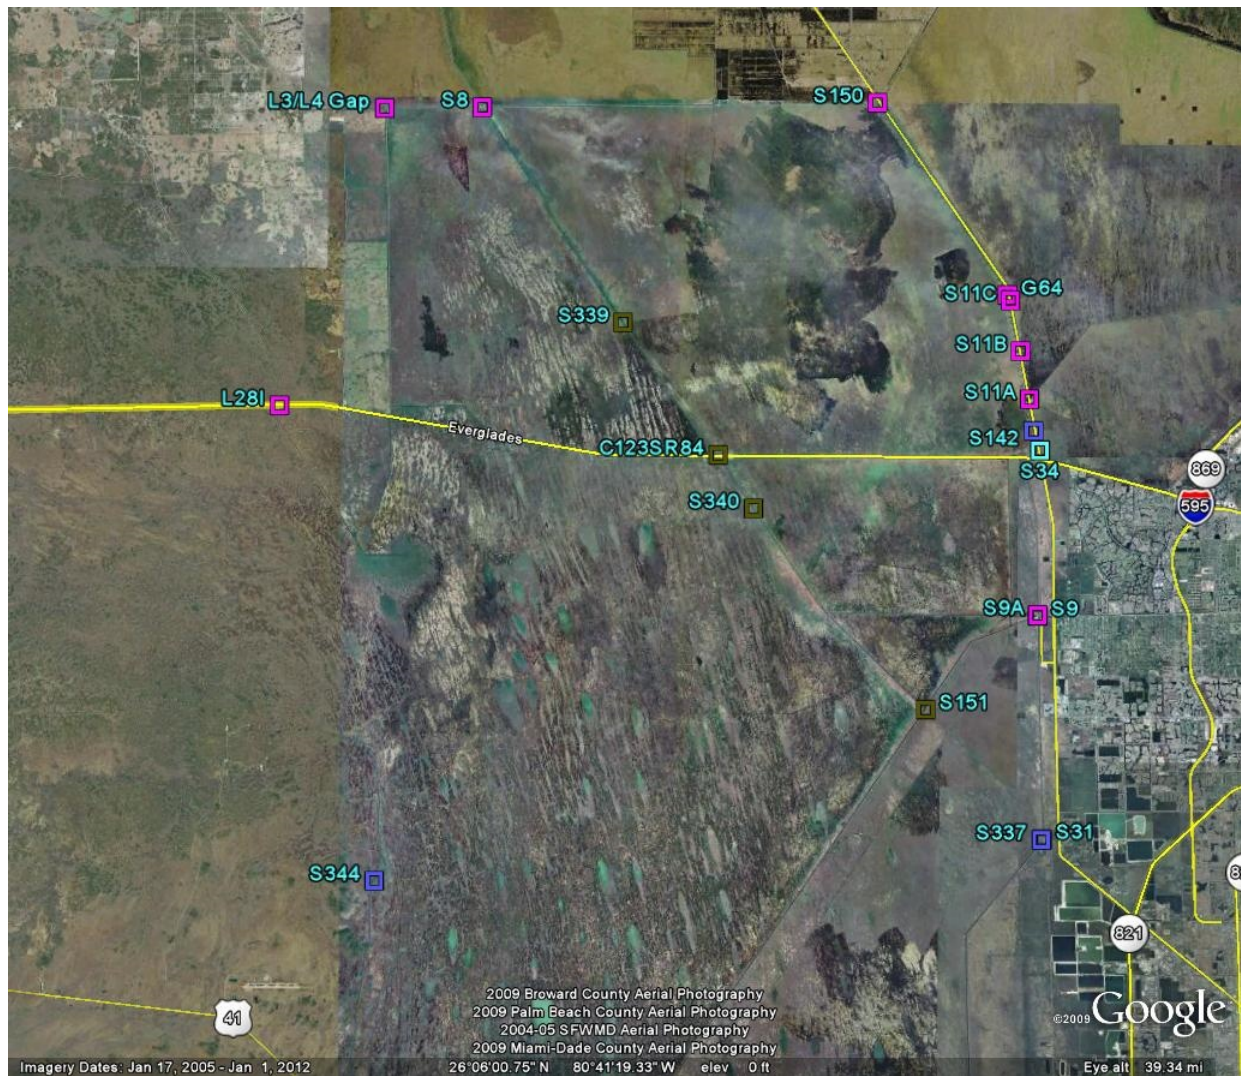 L3/L4 Gap
S8
S150
S11C
G64
S339
S11B
S11A
L28I
Everglades
S142
C123SR84
S34
869
595
S340
S9A
S9
S151
S337
S31
S344
821
41
2009 Broward County Aerial Photography
2009 Palm Beach County Aerial Photography
2004-05 SFWMD Aerial Photography
2009 Miami-Dade County Aerial Photography
©2009 Google
Imagery Dates: Jan 17, 2005 - Jan 1, 2012
26°06'00.75" N 80°41'19.33" W elev 0 ft
Eye alt 39.34 mi